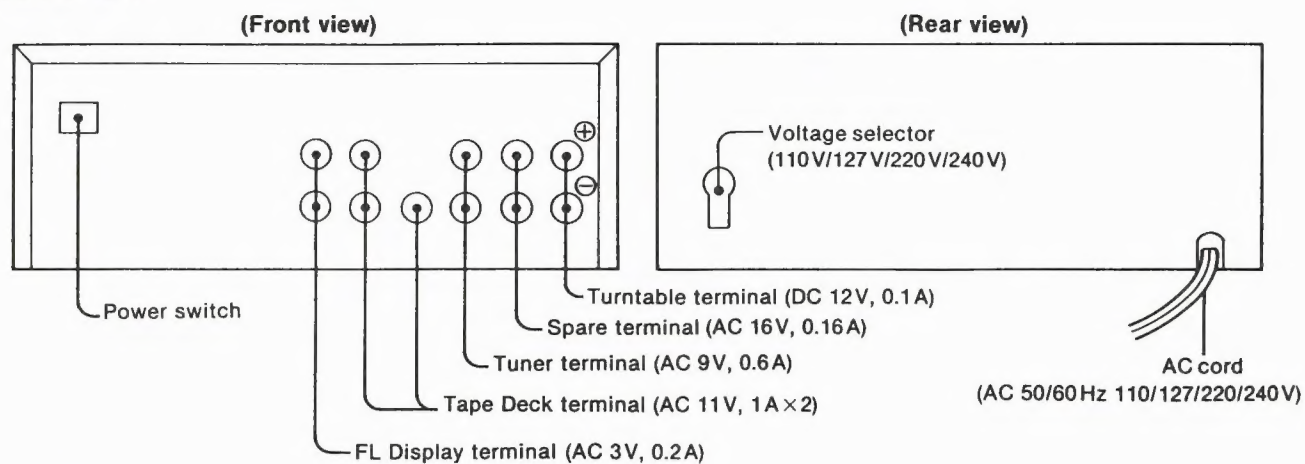 (Front view)
⊕
⊖
Power switch
Turntable terminal (DC 12V, 0.1A)
Spare terminal (AC 16V, 0.16A)
Tuner terminal (AC 9V, 0.6A)
Tape Deck terminal (AC 11V, 1A×2)
FL Display terminal (AC 3V, 0.2A)
(Rear view)
Voltage selector
(110V/127V/220V/240V)
AC cord
(AC 50/60Hz 110/127/220/240V)